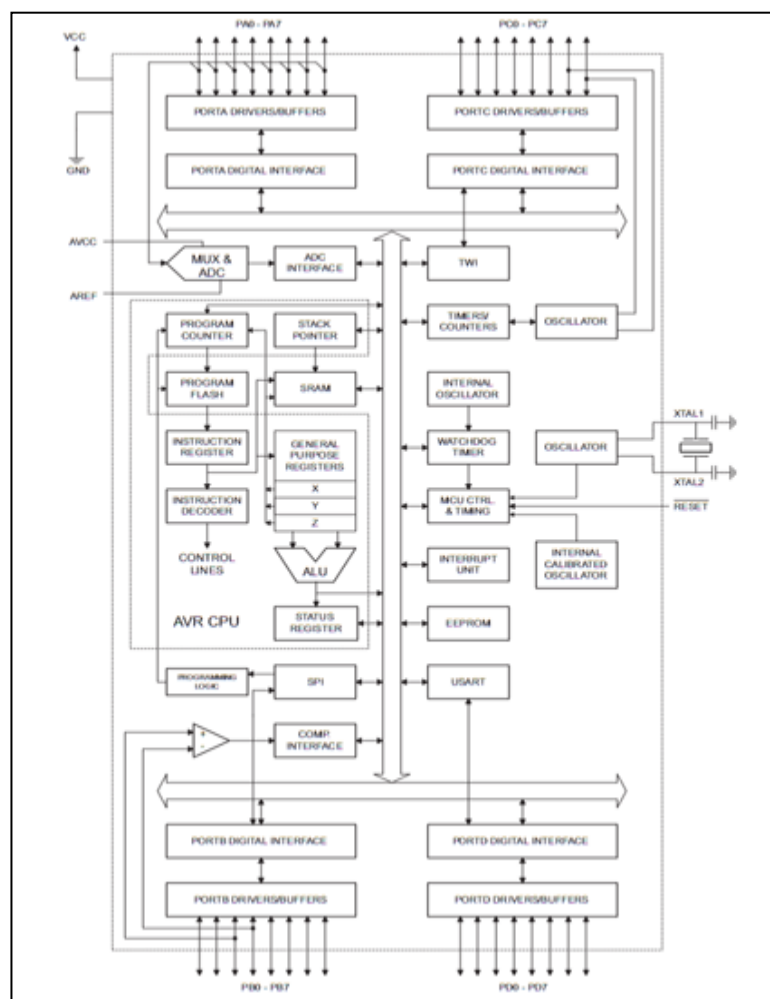 PA0 - PA7
PC0 - PC7
VCC
PORTA DRIVERS/BUFFERS
PORTC DRIVERS/BUFFERS
GND
PORTA DIGITAL INTERFACE
PORTC DIGITAL INTERFACE
AVCC
MUX &
ADC
ADC
INTERFACE
TWI
AREF
PROGRAM
COUNTER
STACK
POINTER
TIMERS/
COUNTERS
OSCILLATOR
PROGRAM
FLASH
SRAM
INTERNAL
OSCILLATOR
XTAL1
INSTRUCTION
REGISTER
GENERAL
PURPOSE
REGISTERS
WATCHDOG
TIMER
OSCILLATOR
XTAL2
X
INSTRUCTION
DECODER
Y
MCU CTRL.
& TIMING
RESET
Z
CONTROL
LINES
ALU
INTERRUPT
UNIT
INTERNAL
CALIBRATED
OSCILLATOR
AVR CPU
STATUS
REGISTER
EEPROM
PROGRAMMING
LOGIC
SPI
USART
+
-
COMP.
INTERFACE
PORTB DIGITAL INTERFACE
PORTD DIGITAL INTERFACE
PORTB DRIVERS/BUFFERS
PORTD DRIVERS/BUFFERS
PB0 - PB7
PD0 - PD7